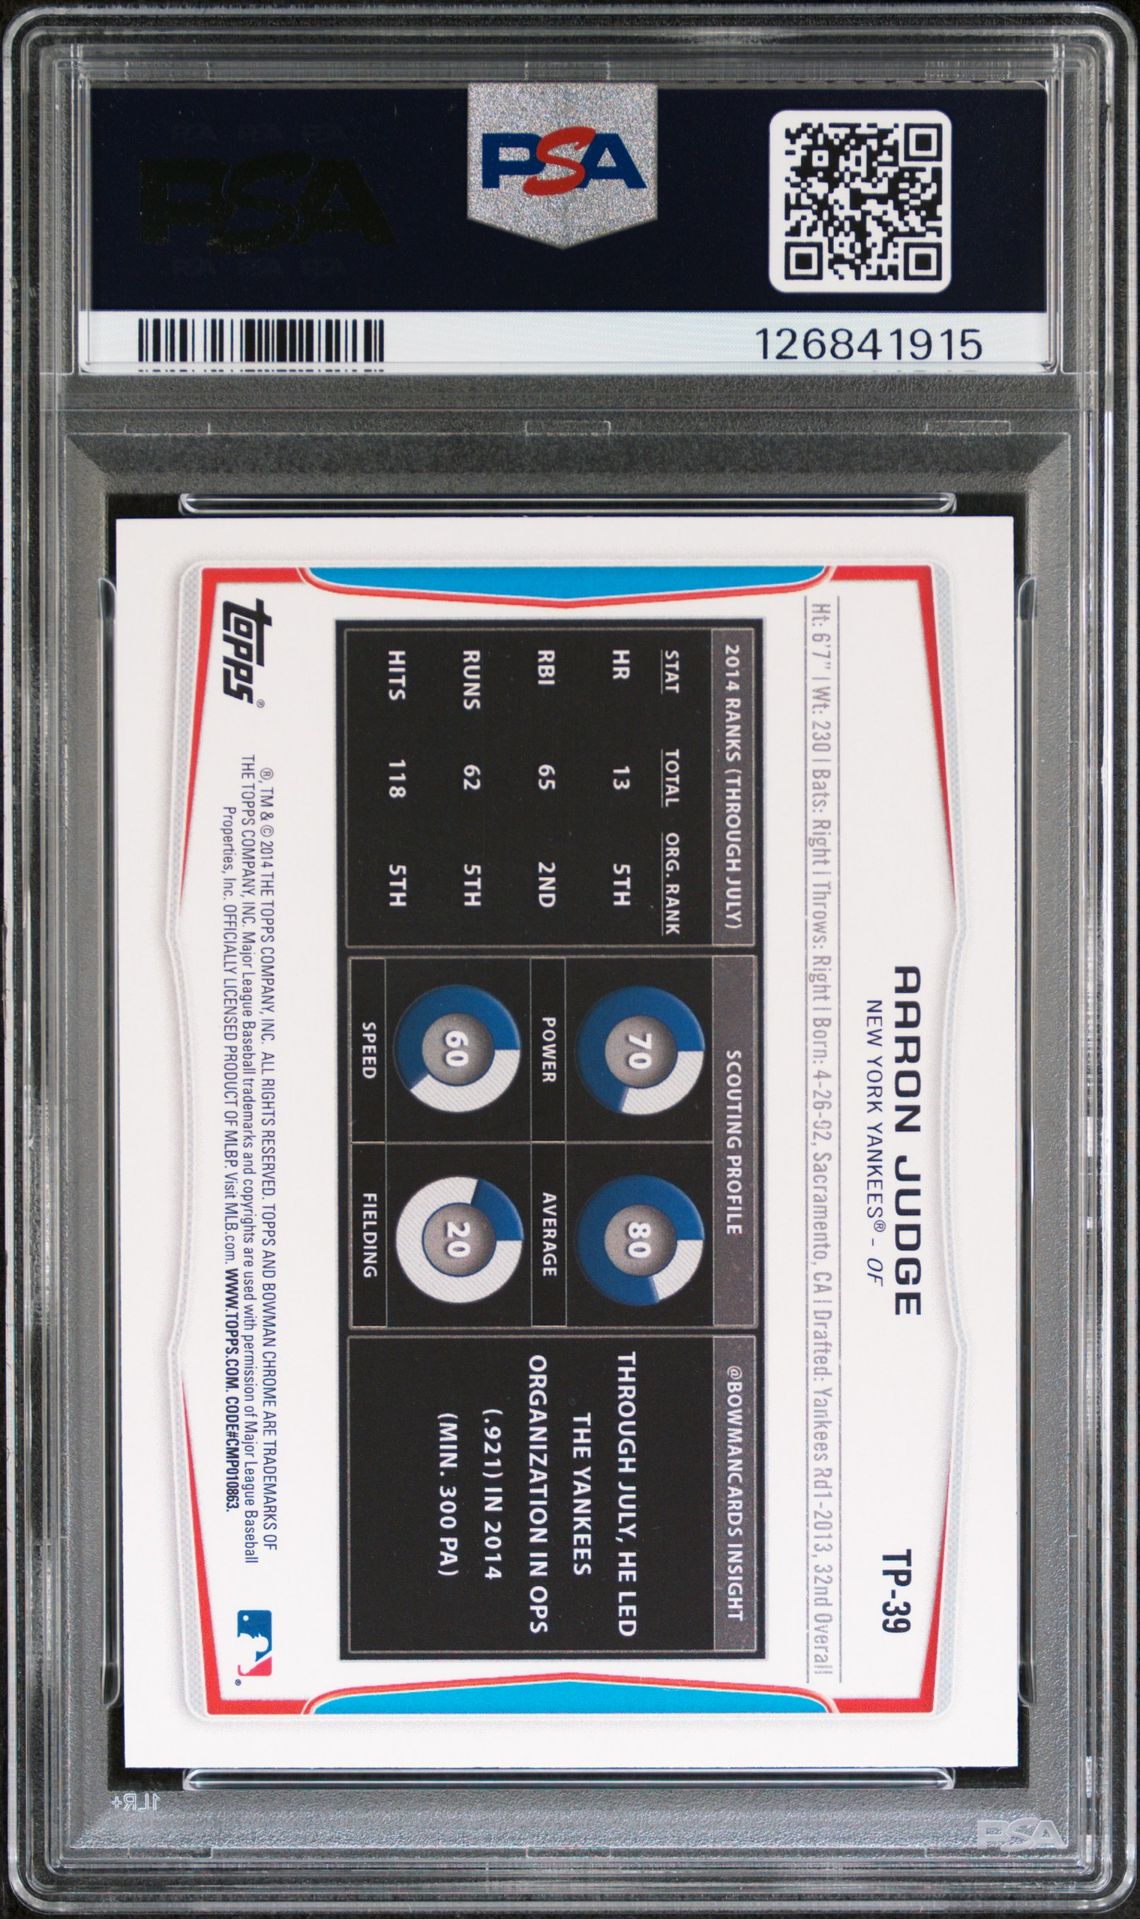 PSA
PSA
126841915
AARON JUDGE
TP-39
NEW YORK YANKEES® - OF
Ht: 6'7" | Wt: 230 | Bats: Right | Throws: Right | Born: 4-26-92, Sacramento, CA | Drafted: Yankees Rd1-2013, 32nd Overall
2014 RANKS (THROUGH JULY)
STAT TOTAL ORG. RANK
HR 13 5TH
RBI 65 2ND
RUNS 62 5TH
HITS 118 5TH
SCOUTING PROFILE
70 80
POWER AVERAGE
60 20
SPEED FIELDING
@BOWMANCARDS INSIGHT
THROUGH JULY, HE LED
THE YANKEES
ORGANIZATION IN OPS
(.921) IN 2014
(MIN. 300 PA)
topps®
®, TM & © 2014 THE TOPPS COMPANY, INC. ALL RIGHTS RESERVED. TOPPS AND BOWMAN CHROME ARE TRADEMARKS OF
THE TOPPS COMPANY, INC. Major League Baseball trademarks and copyrights are used with permission of Major League Baseball
Properties, Inc. OFFICIALLY LICENSED PRODUCT OF MLBP. Visit MLB.com. WWW.TOPPS.COM. CODE#CMP010863.
®
1LR+
PSA